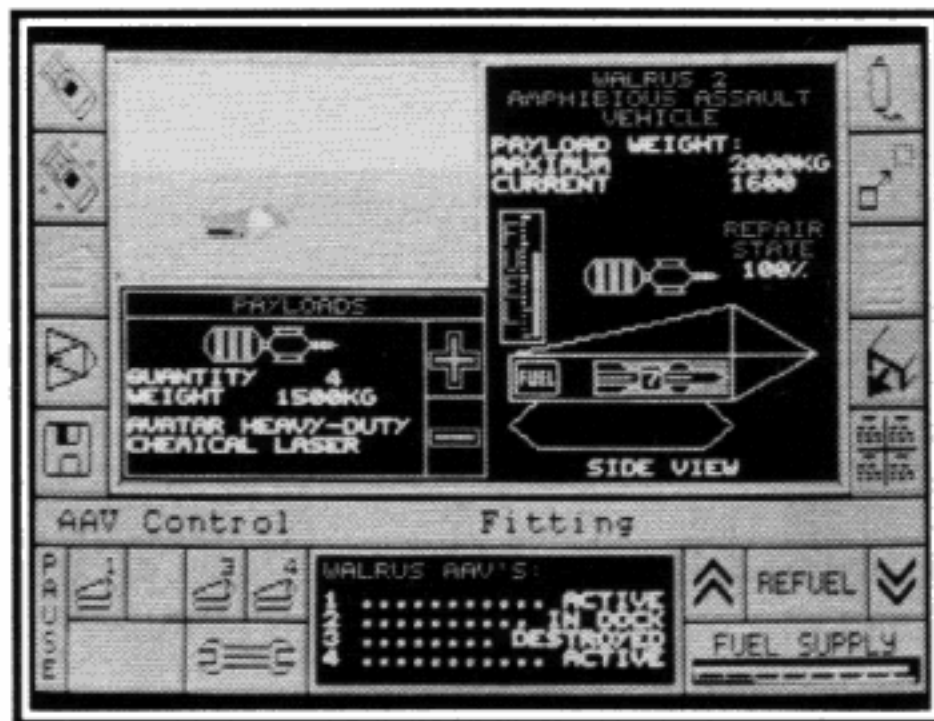 WALRUS 2
AMPHIBIOUS ASSAULT
VEHICLE
PAYLOAD WEIGHT:
MAXIMUM 2000KG
CURRENT 1600
REPAIR
STATE
100%
PAYLOADS
QUANTITY 4
WEIGHT 1500KG
AVATAR HEAVY-DUTY
CHEMICAL LASER
FUEL
SIDE VIEW
AAV Control Fitting
PAUSE
1 3 4
WALRUS AAV'S:
1 ........... ACTIVE
2 ......... IN DOCK
3 ........ DESTROYED
4 ........... ACTIVE
REFUEL
FUEL SUPPLY